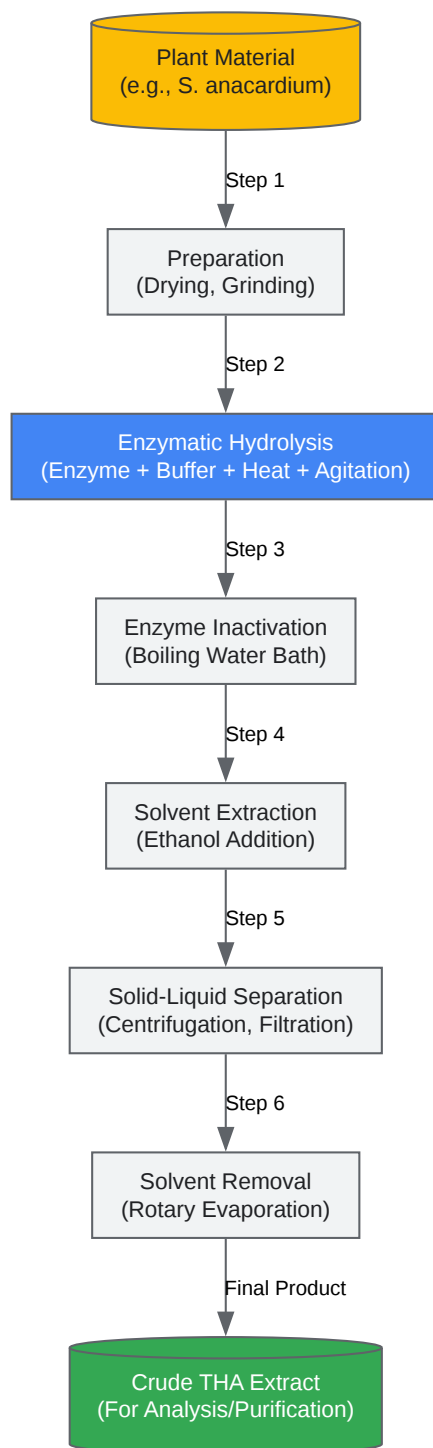 Plant Material
(e.g., S. anacardium)
Step 1
Preparation
(Drying, Grinding)
Step 2
Enzymatic Hydrolysis
(Enzyme + Buffer + Heat + Agitation)
Step 3
Enzyme Inactivation
(Boiling Water Bath)
Step 4
Solvent Extraction
(Ethanol Addition)
Step 5
Solid-Liquid Separation
(Centrifugation, Filtration)
Step 6
Solvent Removal
(Rotary Evaporation)
Final Product
Crude THA Extract
(For Analysis/Purification)